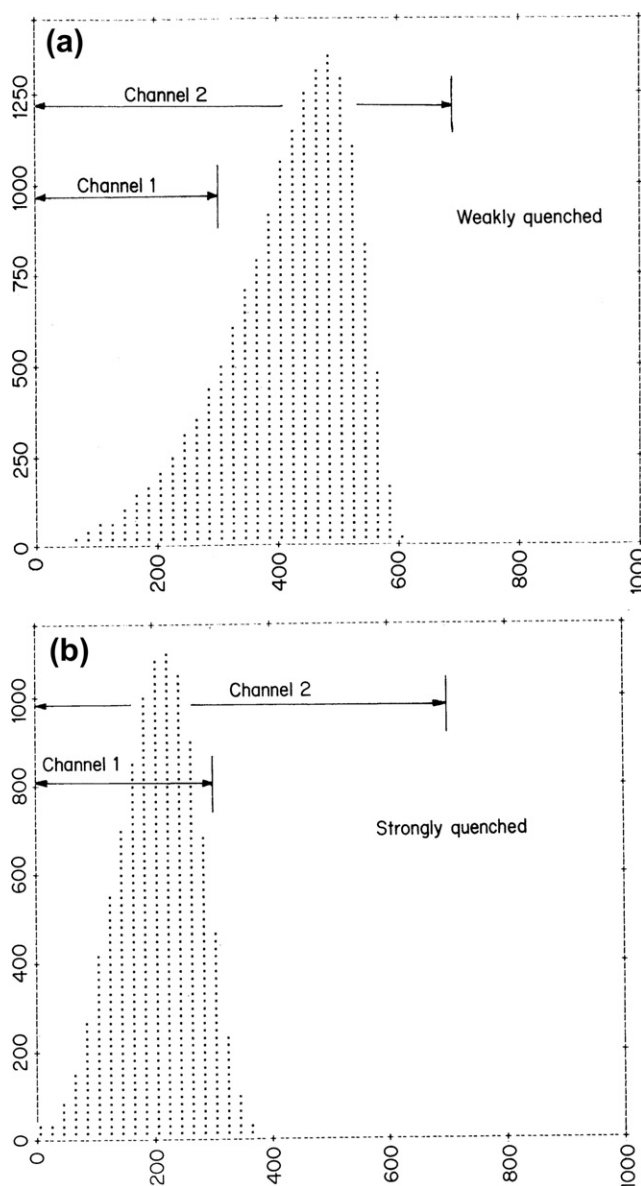 (a)
1250
Channel 2
1000
Channel 1
Weakly quenched
750
500
250
0
0 200 400 600 800 1000
(b)
1000
Channel 2
Channel 1
800
Strongly quenched
600
400
200
0
0 200 400 600 800 1000